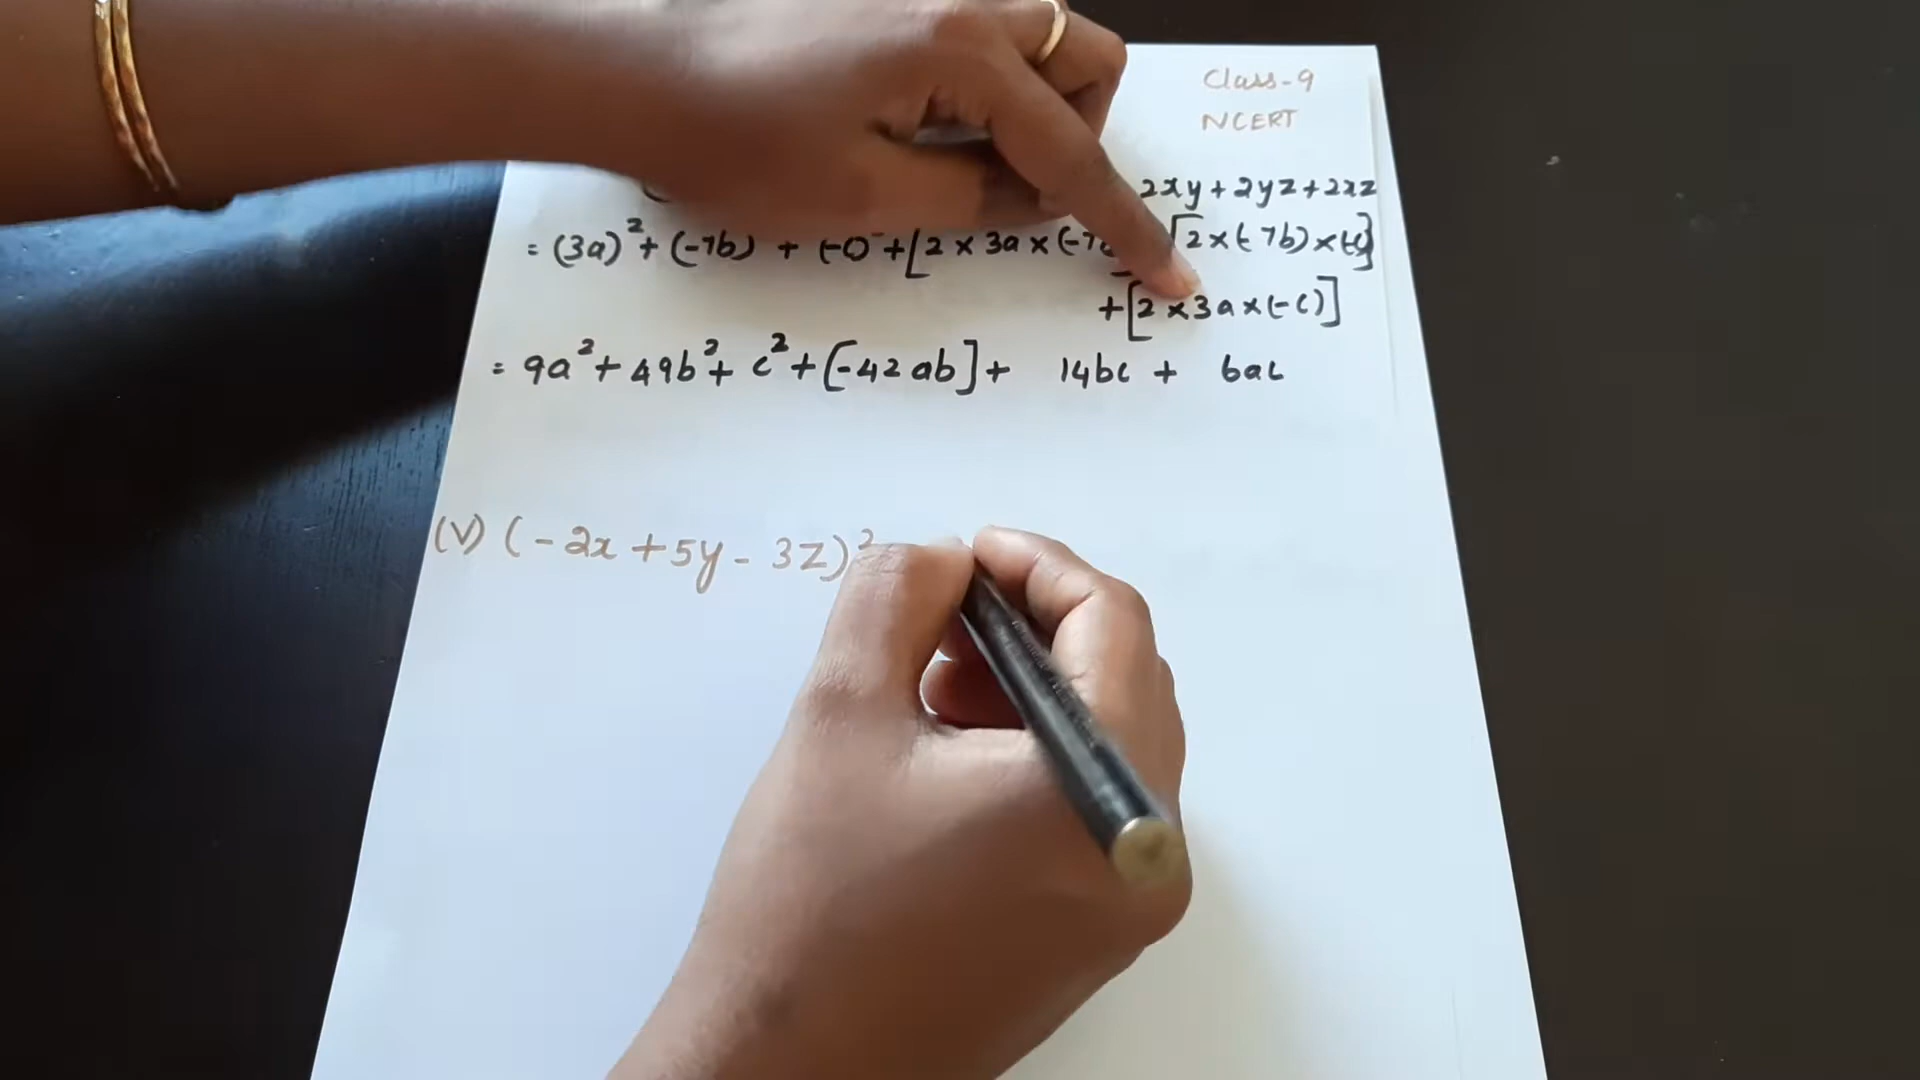 Class-9
NCERT
2xy+2yz+2xz
= (3a)²+ (-7b) + (-c) +[2 × 3a × (-7 [2×(-7b)×(-c)]
+[2×3a×(-c)]
= 9a²+ 49b²+ c²+[-42ab]+ 14bc + 6ac
(V) (-2x+5y-3z)²